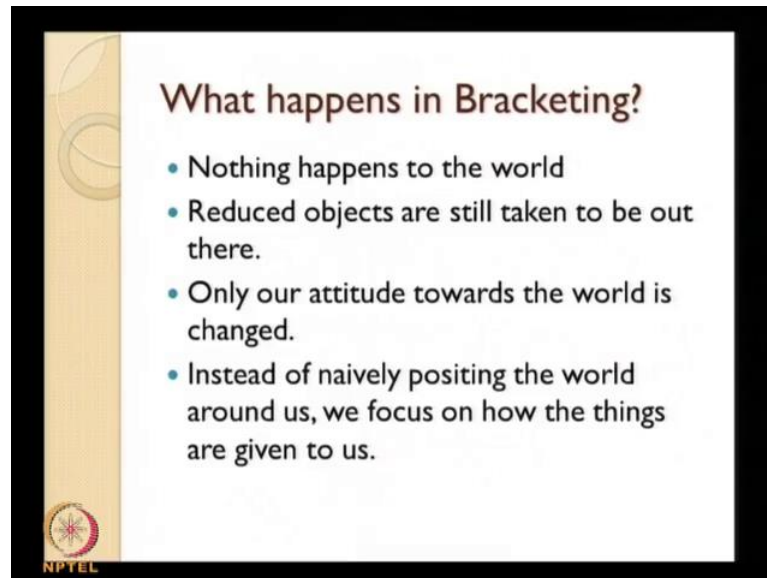 What happens in Bracketing?
• Nothing happens to the world
• Reduced objects are still taken to be out
there.
• Only our attitude towards the world is
changed.
• Instead of naively positing the world
around us, we focus on how the things
are given to us.
NPTEL